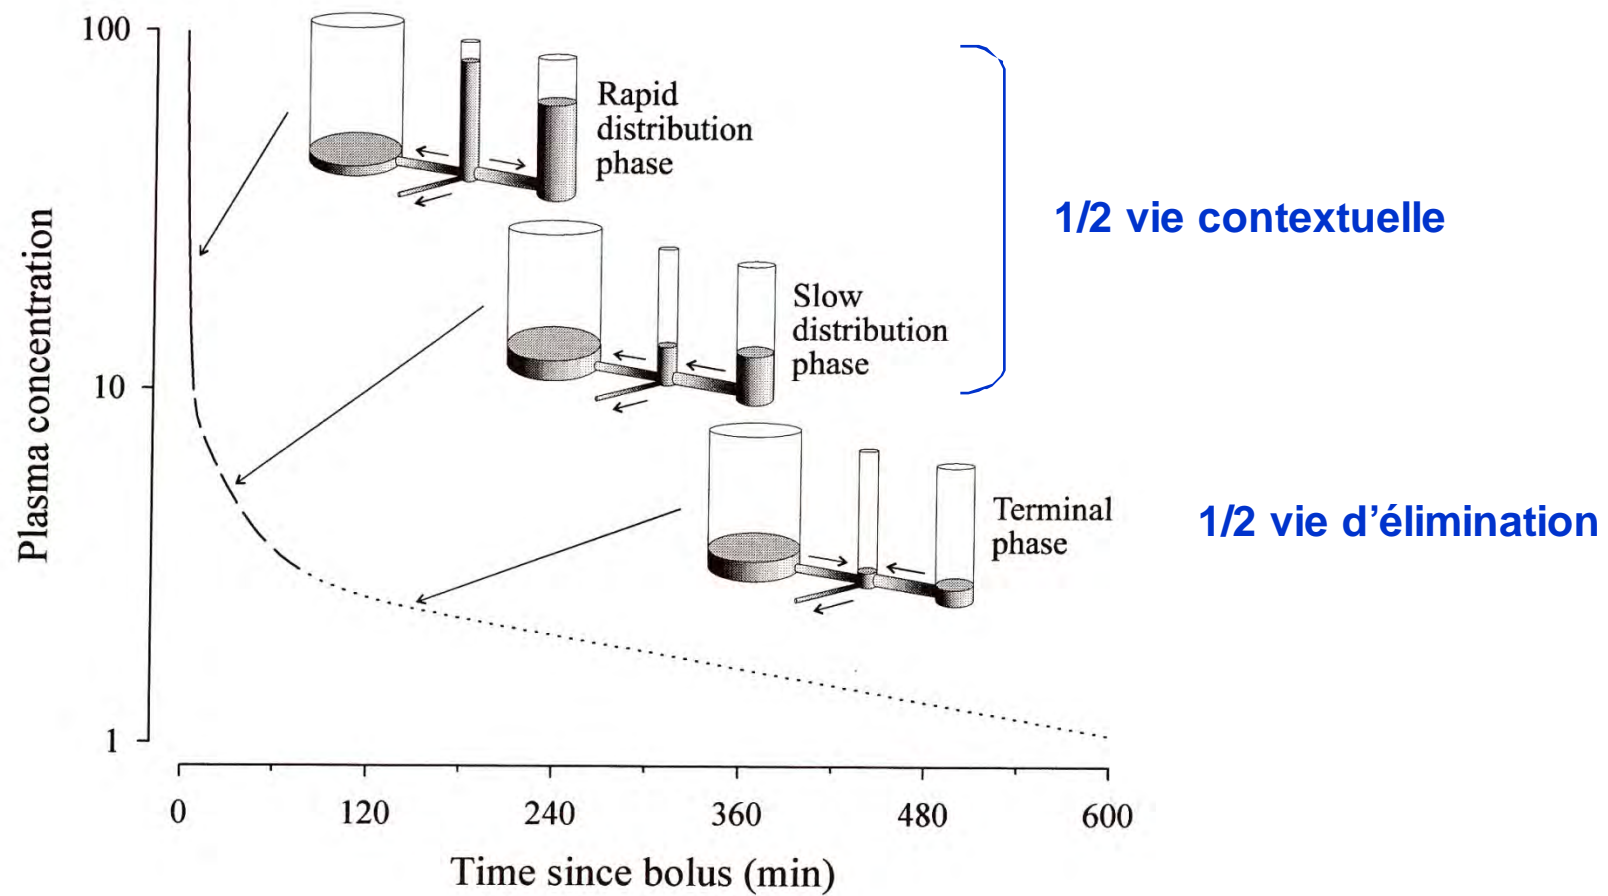 100
10
1
Plasma concentration
Rapid
distribution
phase
Slow
distribution
phase
Terminal
phase
1/2 vie contextuelle
1/2 vie d’élimination
0 120 240 360 480 600
Time since bolus (min)